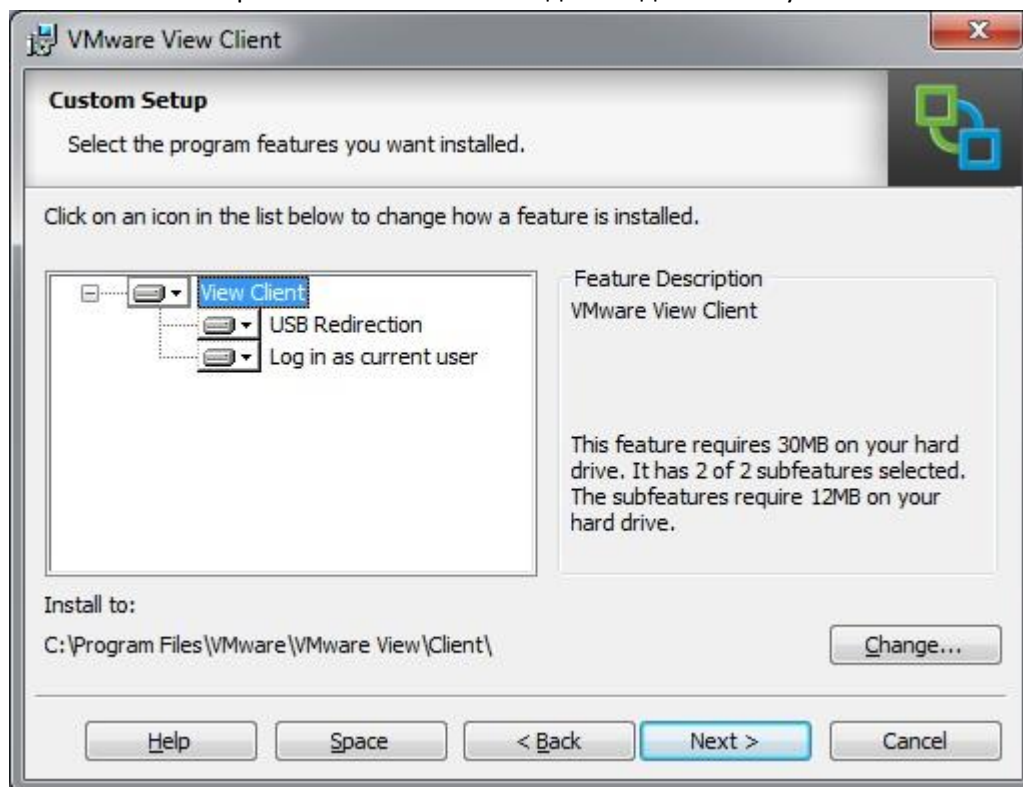 VMware View Client
Custom Setup
Select the program features you want installed.
Click on an icon in the list below to change how a feature is installed.
View Client
USB Redirection
Log in as current user
Feature Description
VMware View Client
This feature requires 30MB on your hard
drive. It has 2 of 2 subfeatures selected.
The subfeatures require 12MB on your
hard drive.
Install to:
C:\Program Files\VMware\VMware View\Client\
Change...
Help
Space
< Back
Next >
Cancel